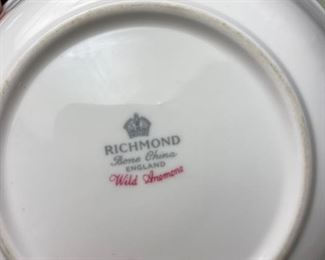 RICHMOND
Bone China
ENGLAND
Wild Anemone